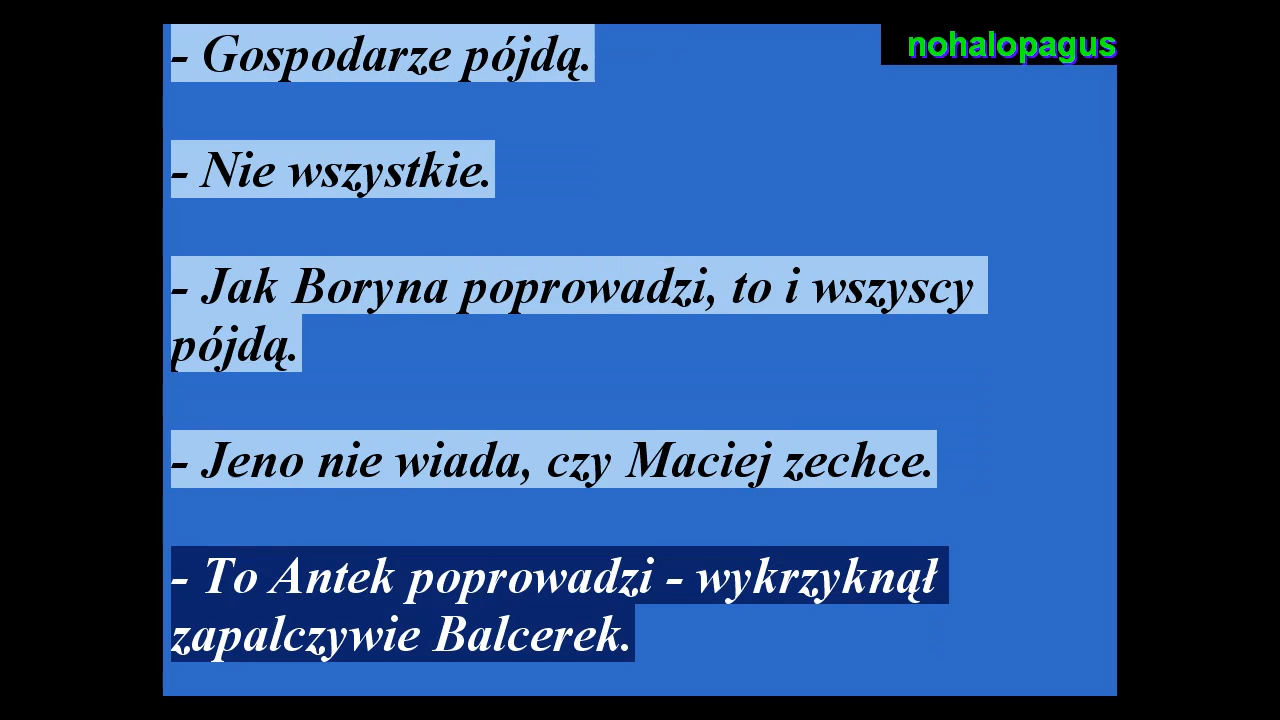 - Gospodarze pójdą.
nohalopagus
- Nie wszystkie.
- Jak Boryna poprowadzi, to i wszyscy
pójdą.
- Jeno nie wiada, czy Maciej zechce.
- To Antek poprowadzi - wykrzyknął
zapalczywie Balcerek.